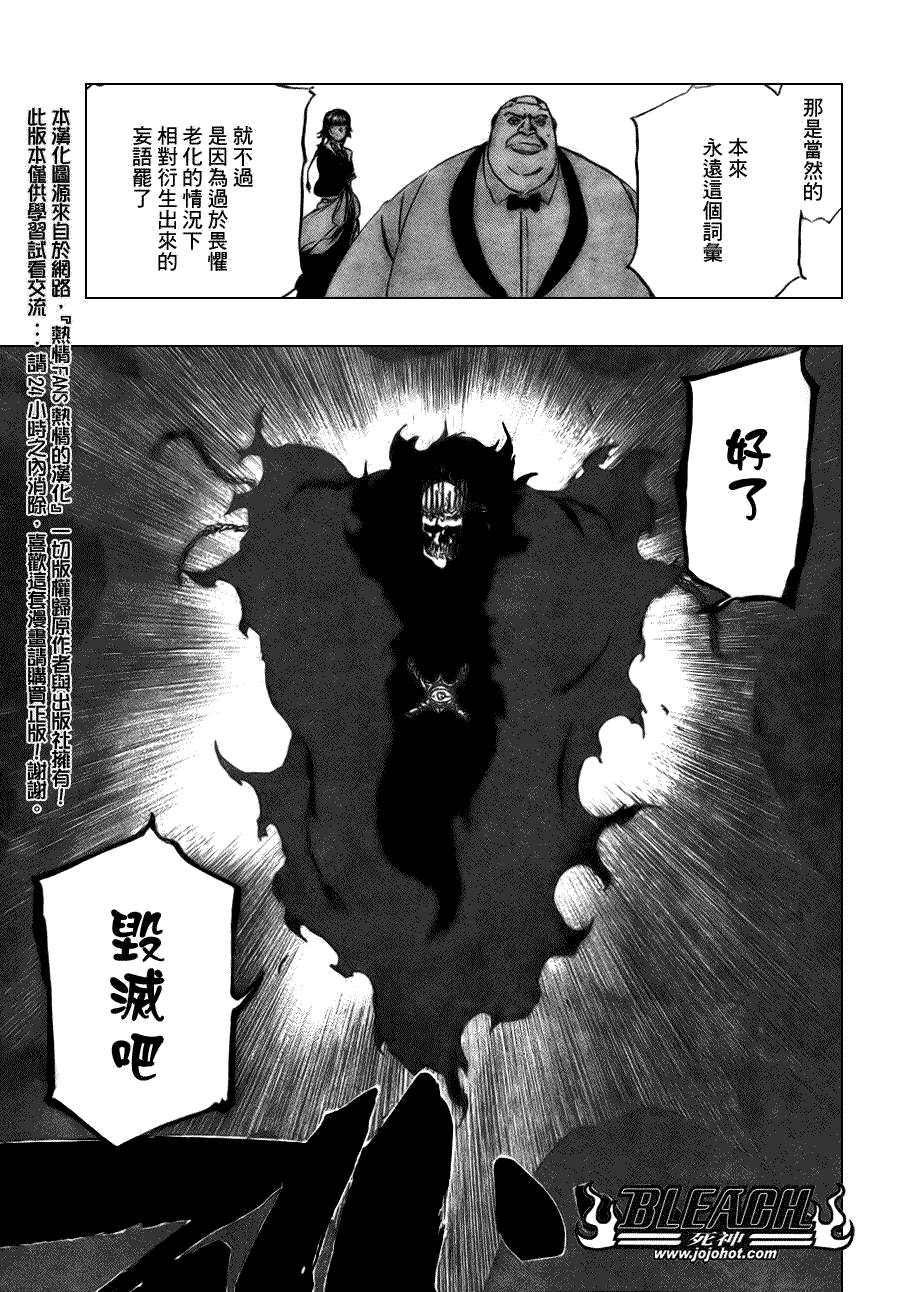 那是當然的
本來
永遠這個詞彙
就不過
是因為過於畏懼
老化的情況下
相對衍生出來的
妄語罷了
好了
毀滅吧
本漢化圖源來自於網路，『熱情FANS熱情的漢化』一切版權歸原作者與出版社擁有！
此版本僅供學習試看交流…請24小時之內消除，喜歡這套漫畫請購買正版！謝謝。
BLEACH
死神
www.jojohot.com